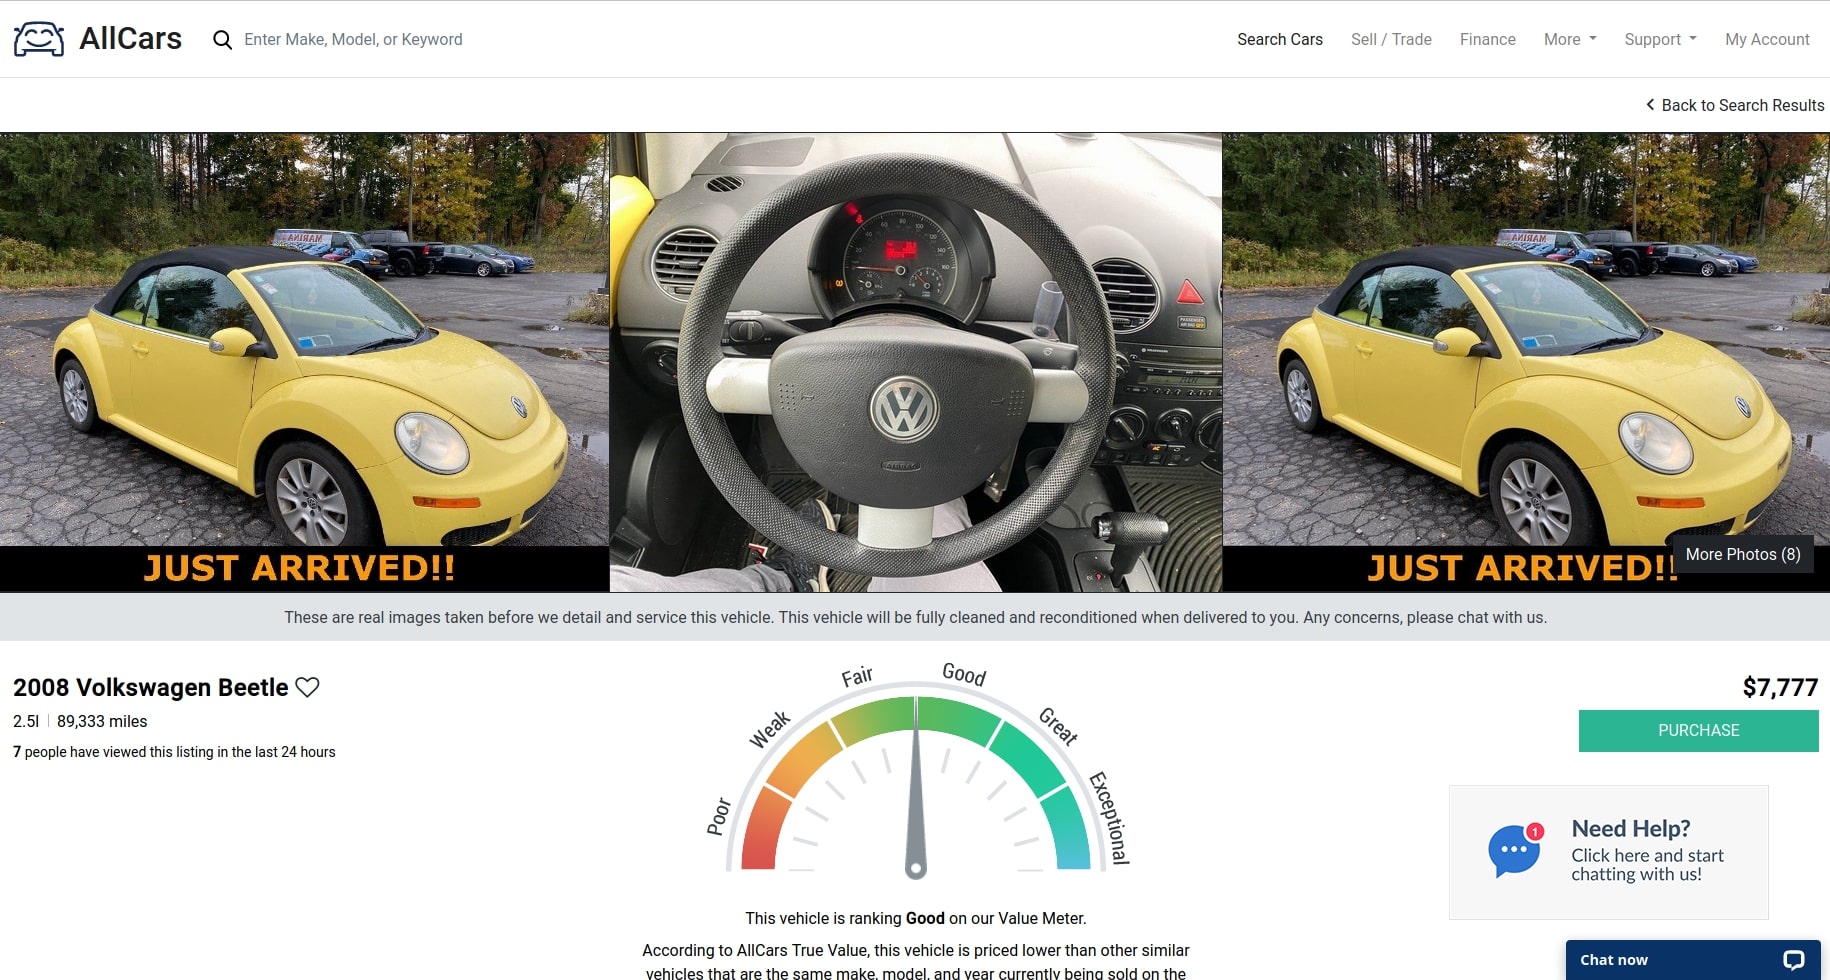 AllCars
Enter Make, Model, or Keyword
Search Cars
Sell / Trade
Finance
More
Support
My Account
Back to Search Results
MARINA
JUST ARRIVED!!
MARINA
JUST ARRIVED!!
More Photos (8)
These are real images taken before we detail and service this vehicle. This vehicle will be fully cleaned and reconditioned when delivered to you. Any concerns, please chat with us.
2008 Volkswagen Beetle
2.5l
89,333 miles
7 people have viewed this listing in the last 24 hours
Poor
Weak
Fair
Good
Great
Exceptional
This vehicle is ranking Good on our Value Meter.
According to AllCars True Value, this vehicle is priced lower than other similar
vehicles that are the same make, model, and year currently being sold on the
$7,777
PURCHASE
1
Need Help?
Click here and start
chatting with us!
Chat now